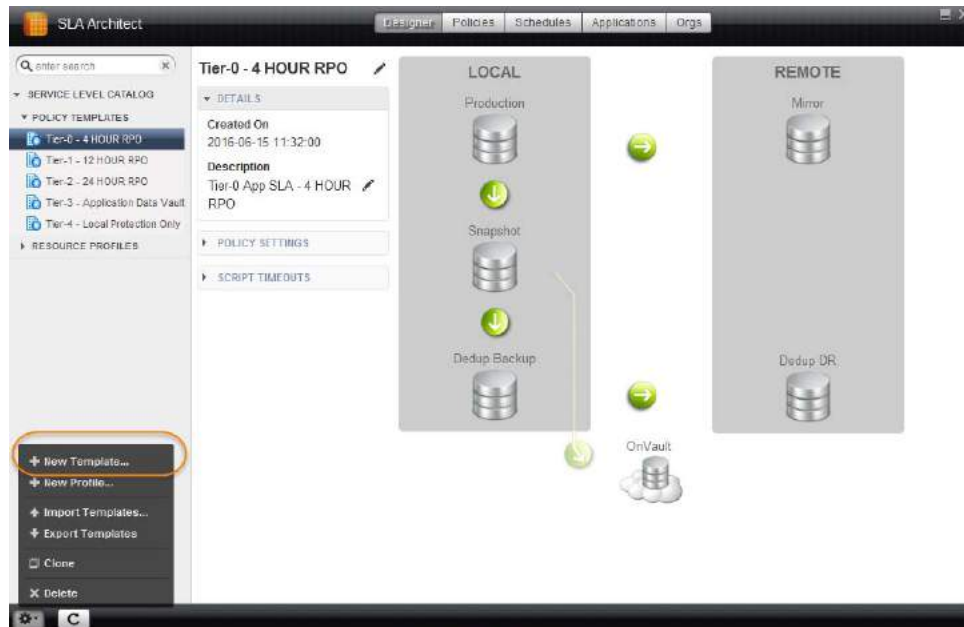 SLA Architect
Designer Policies Schedules Applications Orgs
enter search
SERVICE LEVEL CATALOG
POLICY TEMPLATES
Tier-0 - 4 HOUR RPO
Tier-1 - 12 HOUR RPO
Tier-2 - 24 HOUR RPO
Tier-3 - Application Data Vault
Tier-4 - Local Protection Only
RESOURCE PROFILES
New Template...
New Profile...
Import Templates...
Export Templates
Clone
Delete
C
Tier-0 - 4 HOUR RPO
DETAILS
Created On
2016-06-15 11:32:00
Description
Tier-0 App SLA - 4 HOUR
RPO
POLICY SETTINGS
SCRIPT TIMEOUTS
LOCAL
Production
Snapshot
Dedup Backup
REMOTE
Mirror
Dedup DR
OnVault